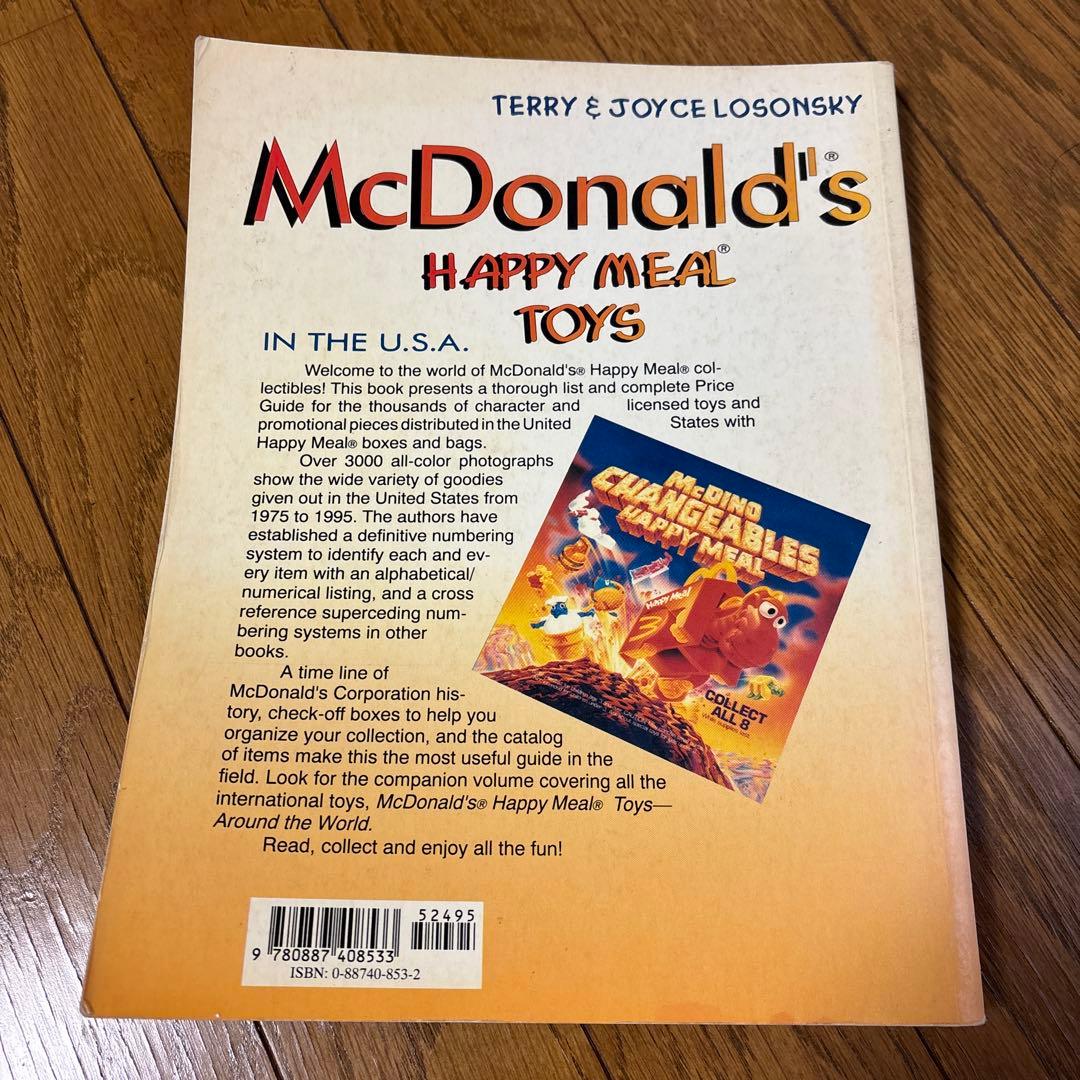 TERRY & JOYCE LOSONSKY
McDonald's®
HAPPY MEAL®
TOYS
IN THE U.S.A.
Welcome to the world of McDonald's® Happy Meal® col-
lectibles! This book presents a thorough list and complete Price
Guide for the thousands of character and licensed toys and
promotional pieces distributed in the United States with
Happy Meal® boxes and bags.
Over 3000 all-color photographs
show the wide variety of goodies
given out in the United States from
1975 to 1995. The authors have
established a definitive numbering
system to identify each and ev-
ery item with an alphabetical/
numerical listing, and a cross
reference superceding num-
bering systems in other
books.
A time line of
McDonald's Corporation his-
tory, check-off boxes to help you
organize your collection, and the catalog
of items make this the most useful guide in the
field. Look for the companion volume covering all the
international toys, McDonald's® Happy Meal® Toys—
Around the World.
Read, collect and enjoy all the fun!
McDINO
CHANGEABLES
HAPPY MEAL
Happy Meal
COLLECT
ALL 8
52495
9 780887 408533
ISBN: 0-88740-853-2